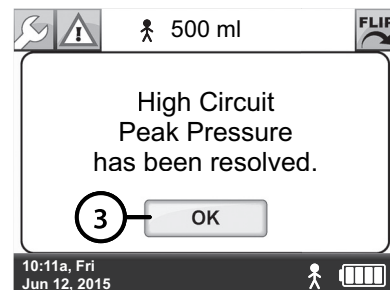 500 ml
FLIP
High Circuit
Peak Pressure
has been resolved.
3
OK
10:11a, Fri
Jun 12, 2015